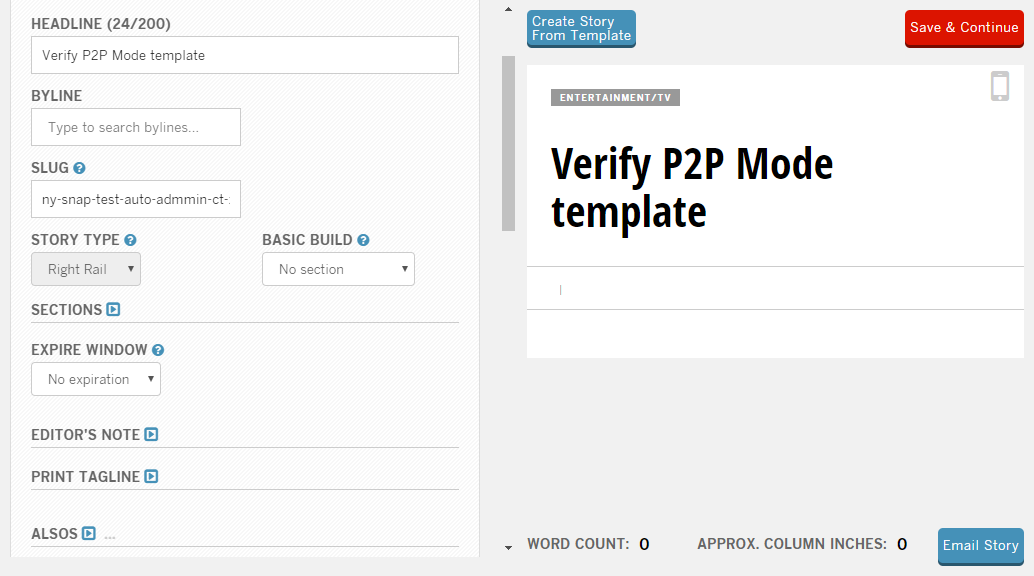 HEADLINE (24/200)
Verify P2P Mode template
BYLINE
Type to search bylines...
SLUG
ny-snap-test-auto-admmin-ct-
STORY TYPE
BASIC BUILD
Right Rail
No section
SECTIONS
EXPIRE WINDOW
No expiration
EDITOR'S NOTE
PRINT TAGLINE
ALSOS ...
Create Story
From Template
Save & Continue
ENTERTAINMENT/TV
Verify P2P Mode
template
|
WORD COUNT: 0
APPROX. COLUMN INCHES: 0
Email Story